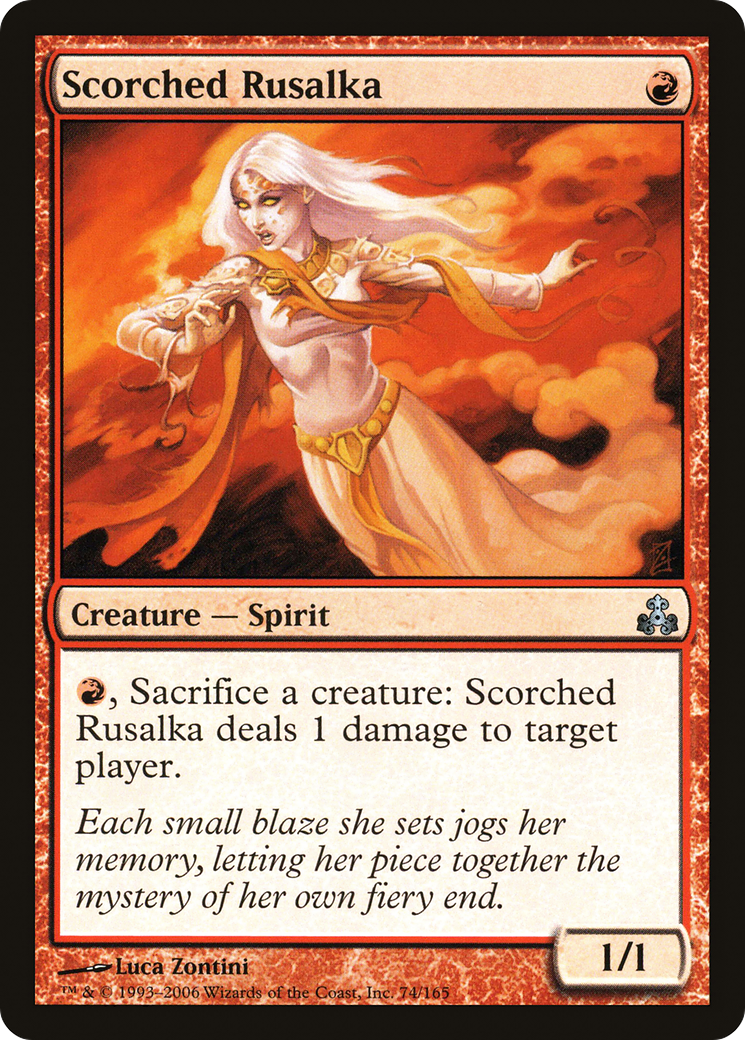 Scorched Rusalka
Creature — Spirit
, Sacrifice a creature: Scorched
Rusalka deals 1 damage to target
player.
Each small blaze she sets jogs her
memory, letting her piece together the
mystery of her own fiery end.
1/1
Luca Zontini
™ & © 1993–2006 Wizards of the Coast, Inc. 74/165